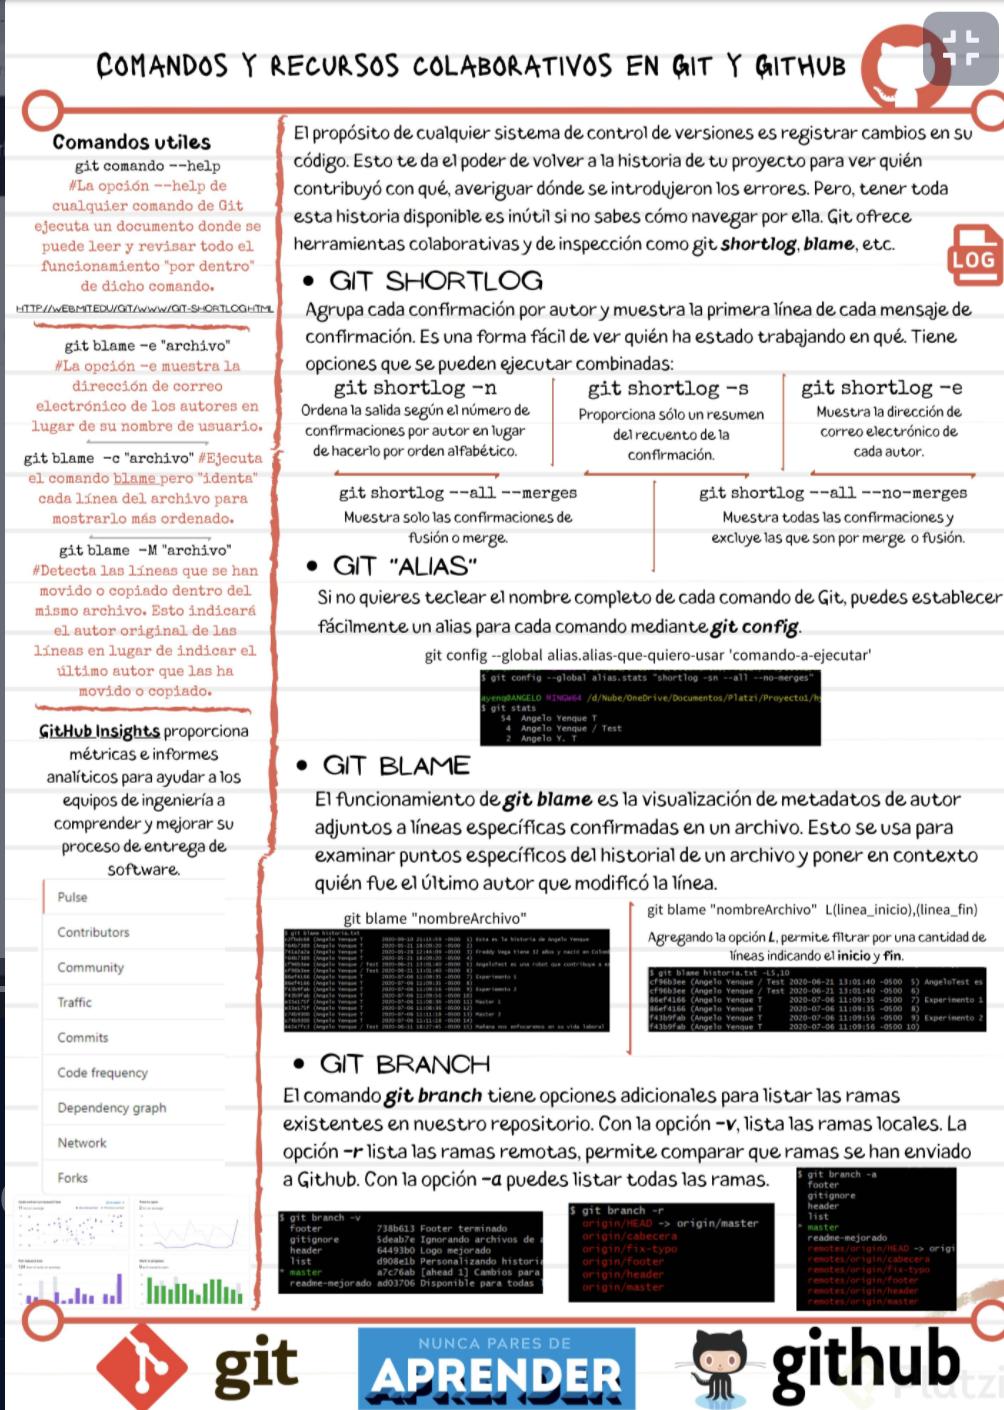 COMANDOS Y RECURSOS COLABORATIVOS EN GIT Y GITHUB
Comandos utiles
git comando --help
#La opción --help de
cualquier comando de Git
ejecuta un documento donde se
puede leer y revisar todo el
funcionamiento "por dentro"
de dicho comando.
HTTP://WEB.MIT.EDU/GIT/WWW/GIT-SHORTLOG.HTML
git blame -e "archivo"
#La opción -e muestra la
dirección de correo
electrónico de los autores en
lugar de su nombre de usuario.
git blame -c "archivo" #Ejecuta
el comando blame pero "identa"
cada línea del archivo para
mostrarlo más ordenado.
git blame -M "archivo"
#Detecta las líneas que se han
movido o copiado dentro del
mismo archivo. Esto indicará
el autor original de las
líneas en lugar de indicar el
último autor que las ha
movido o copiado.
GitHub Insights proporciona
métricas e informes
analíticos para ayudar a los
equipos de ingeniería a
comprender y mejorar su
proceso de entrega de
software.
Pulse
Contributors
Community
Traffic
Commits
Code frequency
Dependency graph
Network
Forks
El propósito de cualquier sistema de control de versiones es registrar cambios en su
código. Esto te da el poder de volver a la historia de tu proyecto para ver quién
contribuyó con qué, averiguar dónde se introdujeron los errores. Pero, tener toda
esta historia disponible es inútil si no sabes cómo navegar por ella. Git ofrece
herramientas colaborativas y de inspección como git shortlog, blame, etc.
LOG
• GIT SHORTLOG
Agrupa cada confirmación por autor y muestra la primera línea de cada mensaje de
confirmación. Es una forma fácil de ver quién ha estado trabajando en qué. Tiene
opciones que se pueden ejecutar combinadas:
git shortlog -n
Ordena la salida según el número de
confirmaciones por autor en lugar
de hacerlo por orden alfabético.
git shortlog -s
Proporciona sólo un resumen
del recuento de la
confirmación.
git shortlog -e
Muestra la dirección de
correo electrónico de
cada autor.
git shortlog --all --merges
Muestra solo las confirmaciones de
fusión o merge.
git shortlog --all --no-merges
Muestra todas las confirmaciones y
excluye las que son por merge o fusión.
• GIT "ALIAS"
Si no quieres teclear el nombre completo de cada comando de Git, puedes establecer
fácilmente un alias para cada comando mediante git config.
git config --global alias.alias-que-quiero-usar 'comando-a-ejecutar'
$ git config --global alias.stats "shortlog -sn --all --no-merges"
ayenq@ANGELO MINGW64 /d/Nube/OneDrive/Documentos/Platzi/Proyecto1/hy
$ git stats
54 Angelo Yenque T
4 Angelo Yenque / Test
2 Angelo Y. T
• GIT BLAME
El funcionamiento de git blame es la visualización de metadatos de autor
adjuntos a líneas específicas confirmadas en un archivo. Esto se usa para
examinar puntos específicos del historial de un archivo y poner en contexto
quién fue el último autor que modificó la línea.
git blame "nombreArchivo"
$ git blame historia.txt
git blame "nombreArchivo" L(linea_inicio),(linea_fin)
Agregando la opción L, permite filtrar por una cantidad de
líneas indicando el inicio y fin.
$ git blame historia.txt -L5,10
cf96b3ee (Angelo Yenque / Test 2020-06-21 13:01:40 -0500 5) AngeloTest es
cf96b3ee (Angelo Yenque / Test 2020-06-21 13:01:40 -0500 6)
86ef4166 (Angelo Yenque T 2020-07-06 11:09:35 -0500 7) Experimento 1
86ef4166 (Angelo Yenque T 2020-07-06 11:09:35 -0500 8)
f43b9fab (Angelo Yenque T 2020-07-06 11:09:56 -0500 9) Experimento 2
f43b9fab (Angelo Yenque T 2020-07-06 11:09:56 -0500 10)
• GIT BRANCH
El comando git branch tiene opciones adicionales para listar las ramas
existentes en nuestro repositorio. Con la opción -v, lista las ramas locales. La
opción -r lista las ramas remotas, permite comparar que ramas se han enviado
a Github. Con la opción -a puedes listar todas las ramas.
$ git branch -v
footer 738b613 Footer terminado
gitignore 5deab7e Ignorando archivos de
header 64493b0 Logo mejorado
list d908e1b Personalizando histori
* master a7c76ab [ahead 1] Cambios para
readme-mejorado ad03706 Disponible para todas
$ git branch -r
origin/HEAD -> origin/master
origin/cabecera
origin/fix-typo
origin/footer
origin/header
origin/master
$ git branch -a
footer
gitignore
header
list
* master
readme-mejorado
remotes/origin/HEAD -> origi
remotes/origin/cabecera
remotes/origin/fix-typo
remotes/origin/footer
remotes/origin/header
remotes/origin/master
git
NUNCA PARES DE
APRENDER
github
Platzi